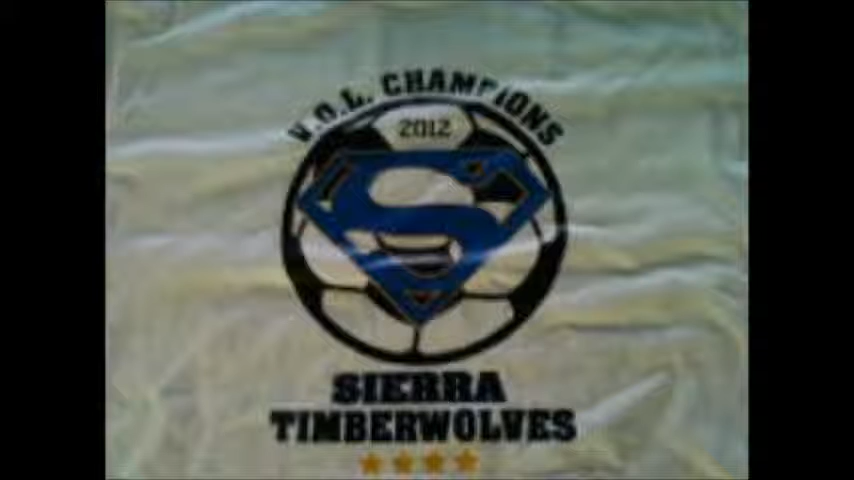 V.O.L. CHAMPIONS
2012
S
SIERRA
TIMBERWOLVES